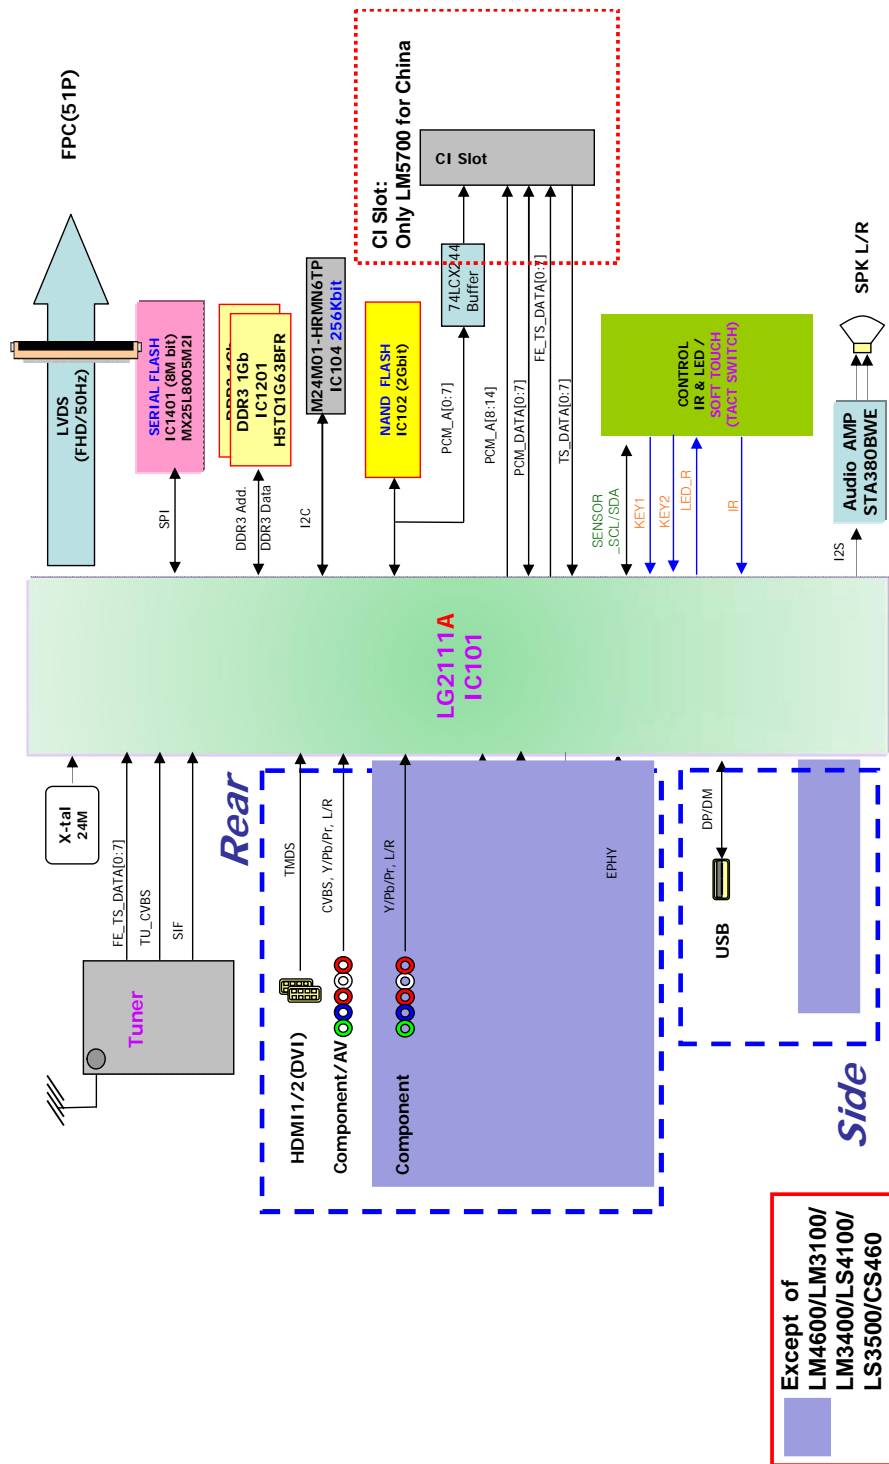 FPC(51P)
LVDS
(FHD/50Hz)
SERIAL FLASH
IC1401 (8M bit)
MX25L8005M2I
SPI
DDR3 1Gb
DDR3 1Gb
IC1201
H5TQ1G63BFR
DDR3 Add.
DDR3 Data
M24M01-HRMN6TP
IC104 256Kbit
I2C
NAND FLASH
IC102 (2Gbit)
CI Slot:
Only LM5700 for China
CI Slot
74LCX244
Buffer
PCM_A[0:7]
PCM_A[8:14]
PCM_DATA[0:7]
FE_TS_DATA[0:7]
TS_DATA[0:7]
CONTROL
IR & LED /
SOFT TOUCH
(TACT SWITCH)
SENSOR
_SCL/SDA
KEY1
KEY2
LED_R
IR
SPK L/R
Audio AMP
STA380BWE
I2S
LG2111A
IC101
X-tal
24M
Tuner
FE_TS_DATA[0:7]
TU_CVBS
SIF
Rear
HDMI1/2(DVI)
TMDS
Component/AV
CVBS, Y/Pb/Pr, L/R
Component
Y/Pb/Pr, L/R
EPHY
USB
DP/DM
Side
Except of
LM4600/LM3100/
LM3400/LS4100/
LS3500/CS460